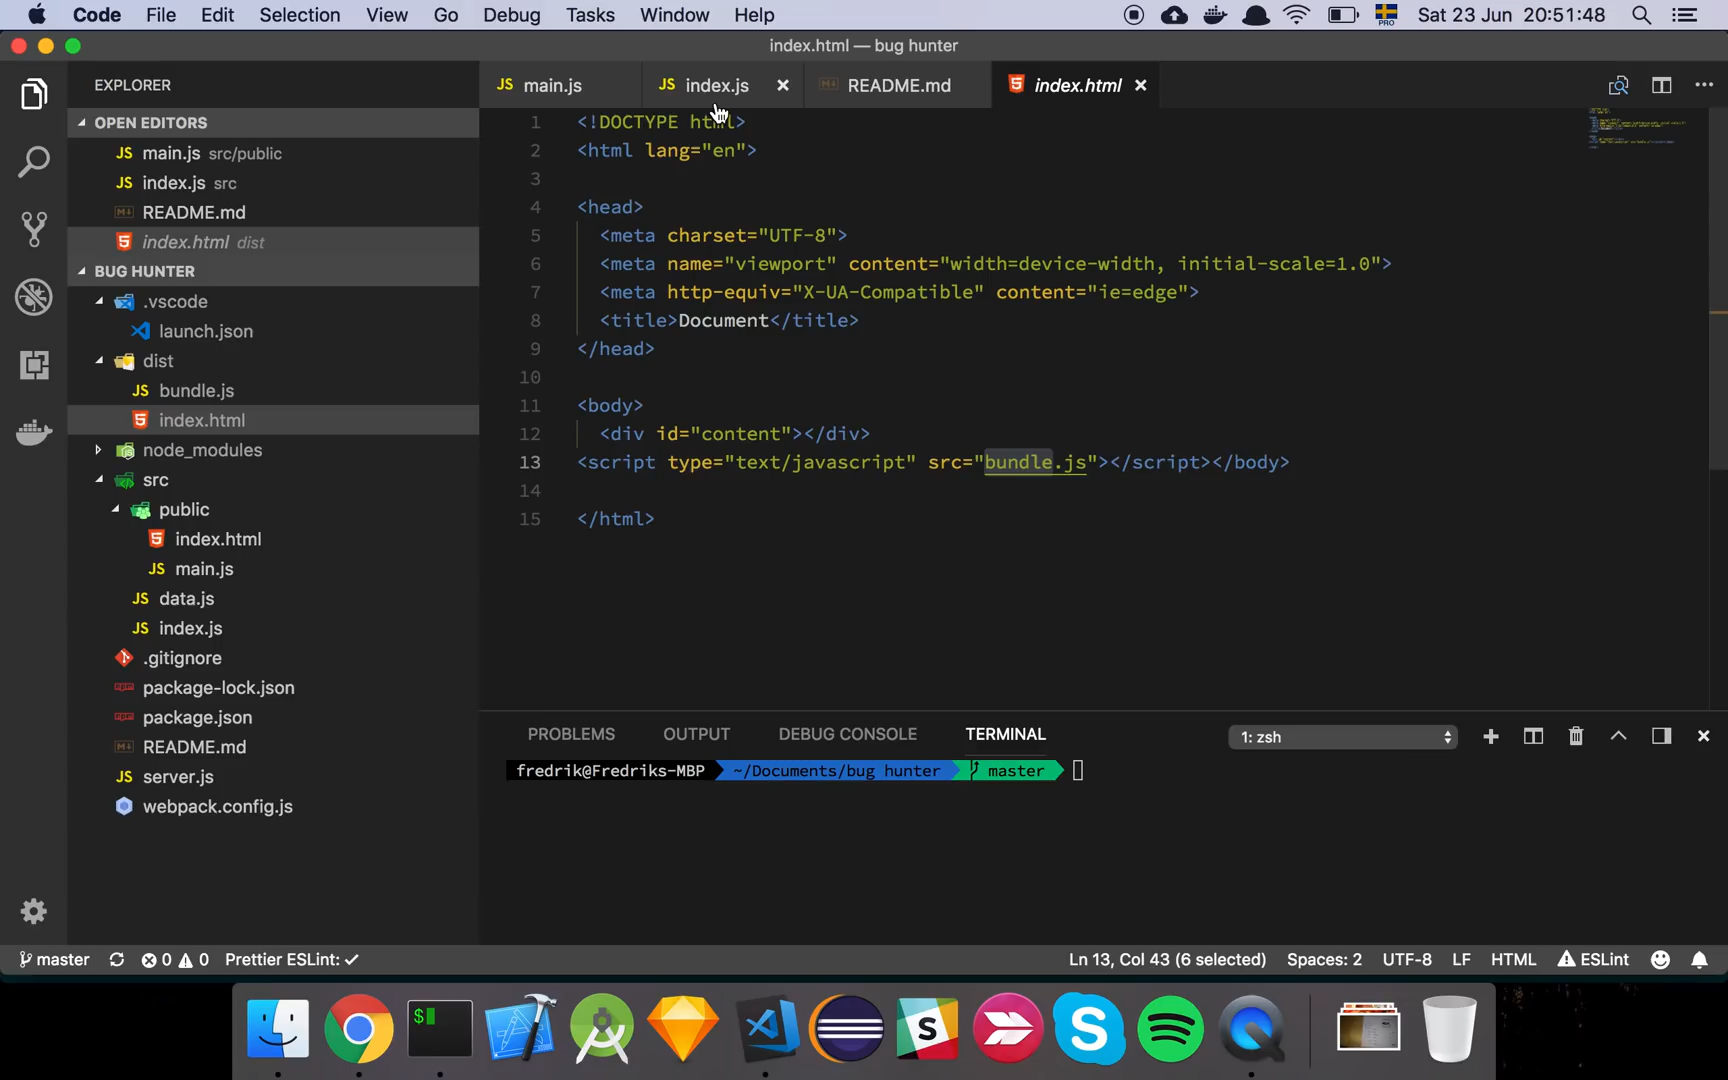 Code File Edit Selection View Go Debug Tasks Window Help PRO Sat 23 Jun 20:51:48
index.html — bug hunter
EXPLORER
OPEN EDITORS
JS main.js src/public
JS index.js src
README.md
index.html dist
BUG HUNTER
.vscode
launch.json
dist
JS bundle.js
index.html
node_modules
src
public
index.html
JS main.js
JS data.js
JS index.js
.gitignore
package-lock.json
package.json
README.md
JS server.js
webpack.config.js
JS main.js JS index.js README.md index.html
1 <!DOCTYPE html>
2 <html lang="en">
3
4 <head>
5 <meta charset="UTF-8">
6 <meta name="viewport" content="width=device-width, initial-scale=1.0">
7 <meta http-equiv="X-UA-Compatible" content="ie=edge">
8 <title>Document</title>
9 </head>
10
11 <body>
12 <div id="content"></div>
13 <script type="text/javascript" src="bundle.js"></script></body>
14
15 </html>
PROBLEMS OUTPUT DEBUG CONSOLE TERMINAL 1: zsh
fredrik@Fredriks-MBP ~/Documents/bug hunter master
master 0 0 Prettier ESLint: ✓ Ln 13, Col 43 (6 selected) Spaces: 2 UTF-8 LF HTML ESLint
$
S
S